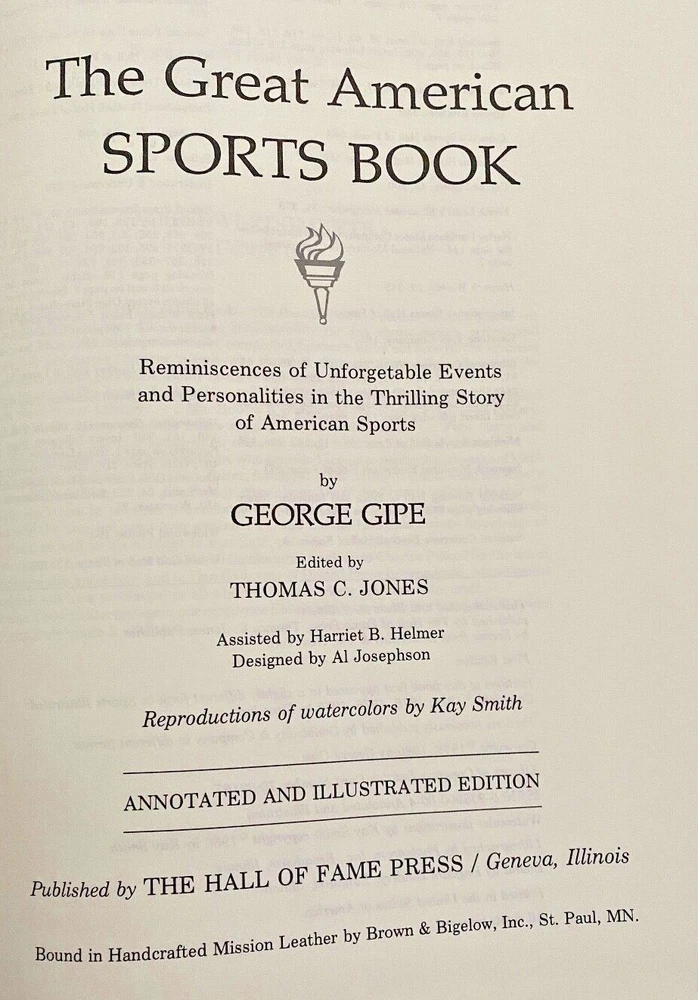 The Great American
SPORTS BOOK
Reminiscences of Unforgetable Events
and Personalities in the Thrilling Story
of American Sports
by
GEORGE GIPE
Edited by
THOMAS C. JONES
Assisted by Harriet B. Helmer
Designed by Al Josephson
Reproductions of watercolors by Kay Smith
ANNOTATED AND ILLUSTRATED EDITION
Published by THE HALL OF FAME PRESS / Geneva, Illinois
Bound in Handcrafted Mission Leather by Brown & Bigelow, Inc., St. Paul, MN.